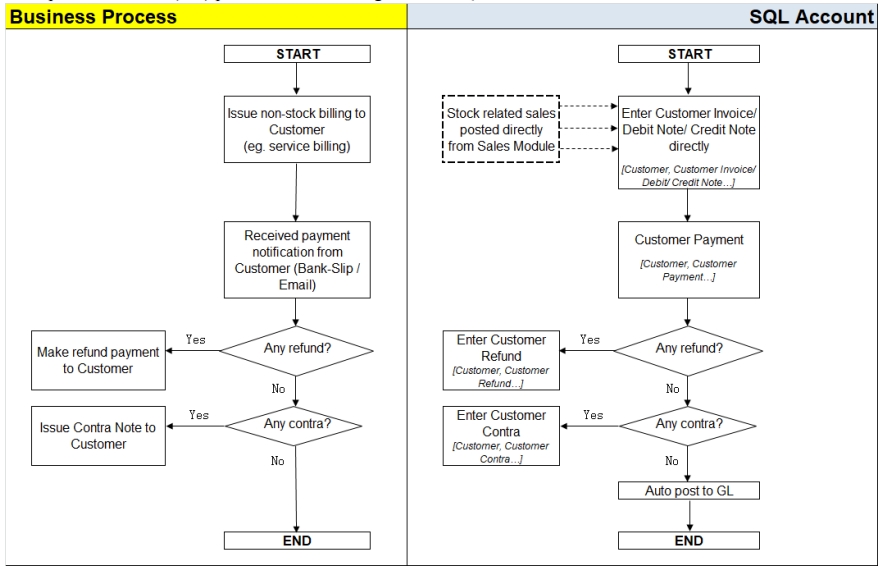 Business Process
SQL Account
START
Issue non-stock billing to
Customer
(eg. service billing)
Received payment
notification from
Customer (Bank-Slip /
Email)
Any refund?
Yes
Make refund payment
to Customer
No
Any contra?
Yes
Issue Contra Note to
Customer
No
END
START
Stock related sales
posted directly
from Sales Module
Enter Customer Invoice/
Debit Note/ Credit Note
directly
[Customer, Customer Invoice/
Debit/ Credit Note...]
Customer Payment
[Customer, Customer
Payment...]
Any refund?
Yes
Enter Customer
Refund
[Customer, Customer
Refund...]
No
Any contra?
Yes
Enter Customer
Contra
[Customer, Customer
Contra...]
No
Auto post to GL
END